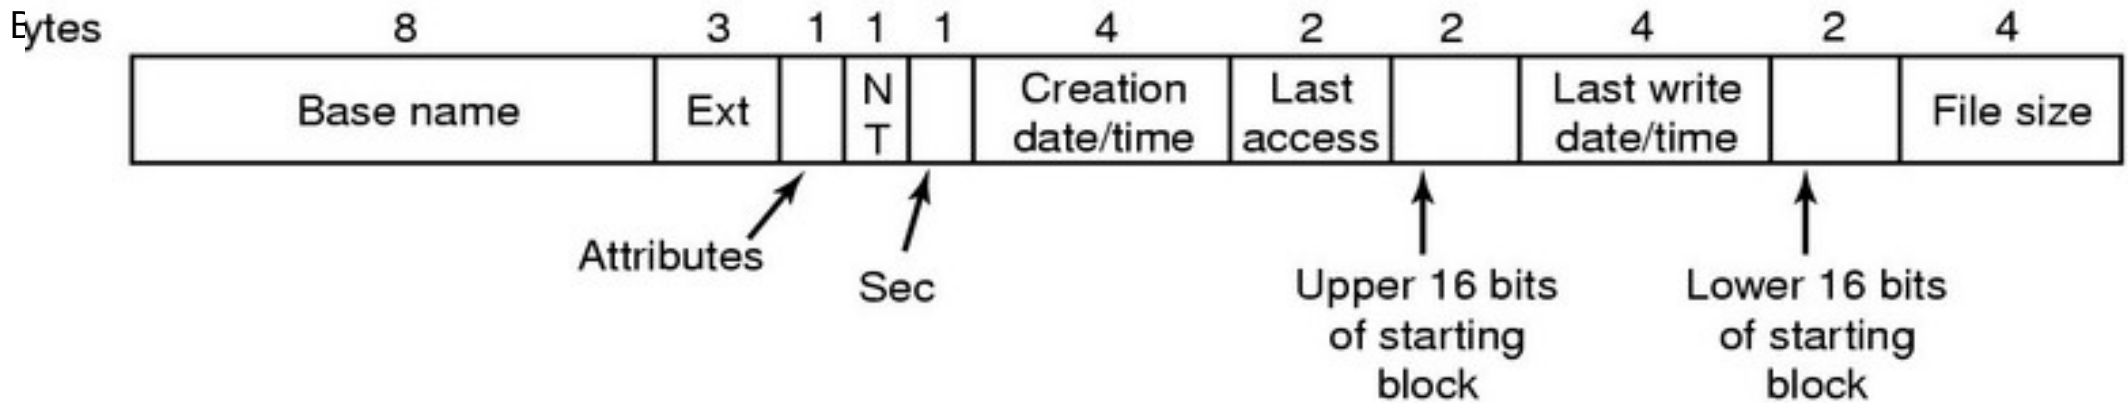 Bytes 8 3 1 1 1 4 2 2 4 2 4
Base name Ext N Creation Last Last write File size
T date/time access date/time
Attributes
Sec
Upper 16 bits Lower 16 bits
of starting of starting
block block